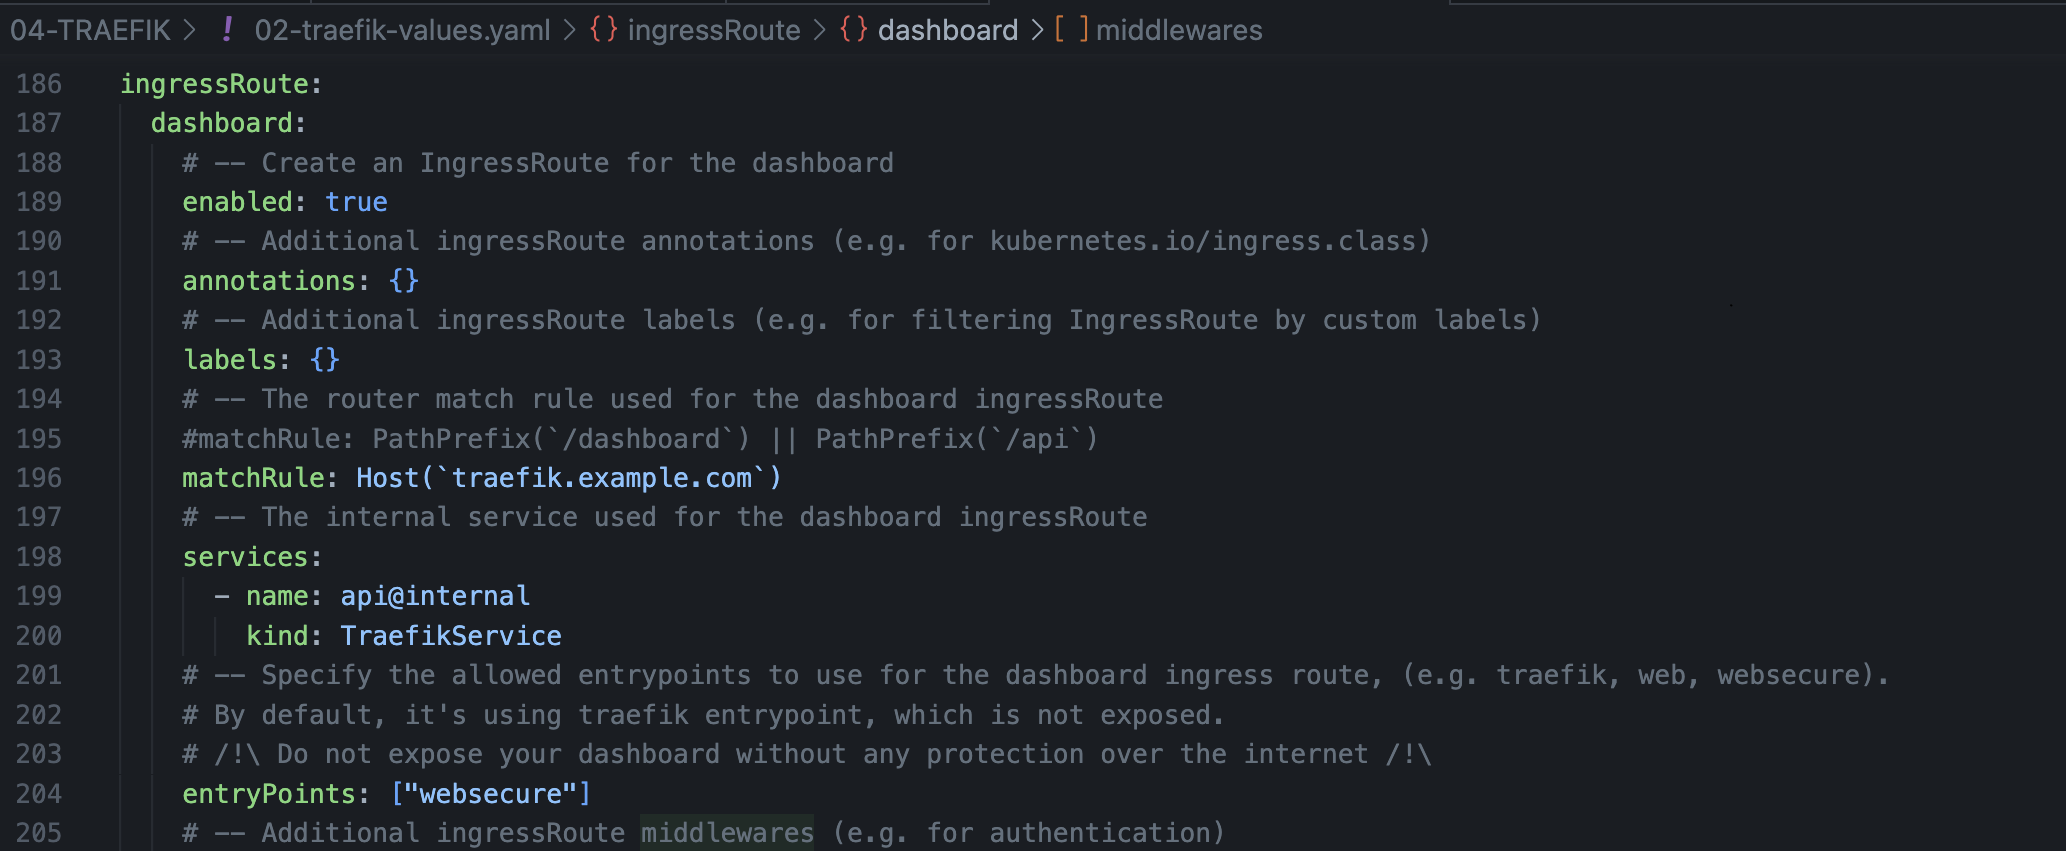 04-TRAEFIK > ! 02-traefik-values.yaml > {} ingressRoute > {} dashboard > [ ] middlewares
186 ingressRoute:
187   dashboard:
188     # -- Create an IngressRoute for the dashboard
189     enabled: true
190     # -- Additional ingressRoute annotations (e.g. for kubernetes.io/ingress.class)
191     annotations: {}
192     # -- Additional ingressRoute labels (e.g. for filtering IngressRoute by custom labels)
193     labels: {}
194     # -- The router match rule used for the dashboard ingressRoute
195     #matchRule: PathPrefix(`/dashboard`) || PathPrefix(`/api`)
196     matchRule: Host(`traefik.example.com`)
197     # -- The internal service used for the dashboard ingressRoute
198     services:
199       - name: api@internal
200         kind: TraefikService
201     # -- Specify the allowed entrypoints to use for the dashboard ingress route, (e.g. traefik, web, websecure).
202     # By default, it's using traefik entrypoint, which is not exposed.
203     # /!\ Do not expose your dashboard without any protection over the internet /!\
204     entryPoints: ["websecure"]
205     # -- Additional ingressRoute middlewares (e.g. for authentication)